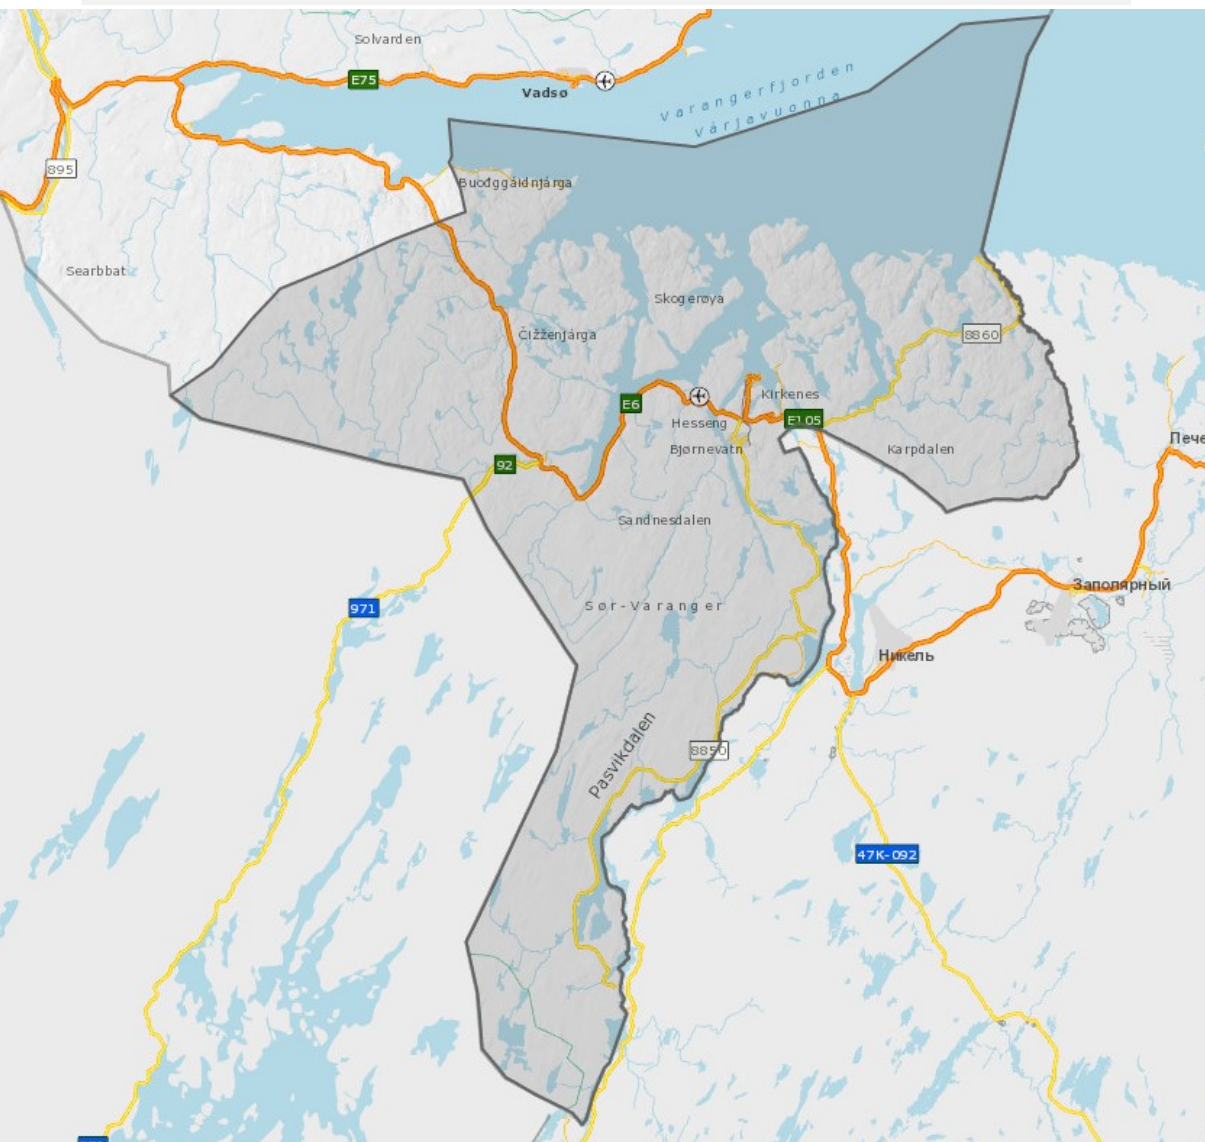 Solvarden
E75
Vadsø
Varangerfjorden
Várjavuonna
895
Buođggáidnjárga
Searbbat
Skogerøya
Čižženjárga
8860
Kirkenes
E6
E105
Hesseng
Bjørnevatn
Karpdalen
Пече
92
Sandnesdalen
Заполярный
971
Sør-Varanger
Никель
Pasvikdalen
8850
47K-092